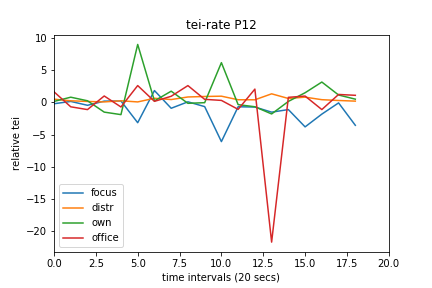 tei-rate P12
relative tei
10
5
0
−5
−10
−15
−20
focus
distr
own
office
0.0 2.5 5.0 7.5 10.0 12.5 15.0 17.5 20.0
time intervals (20 secs)